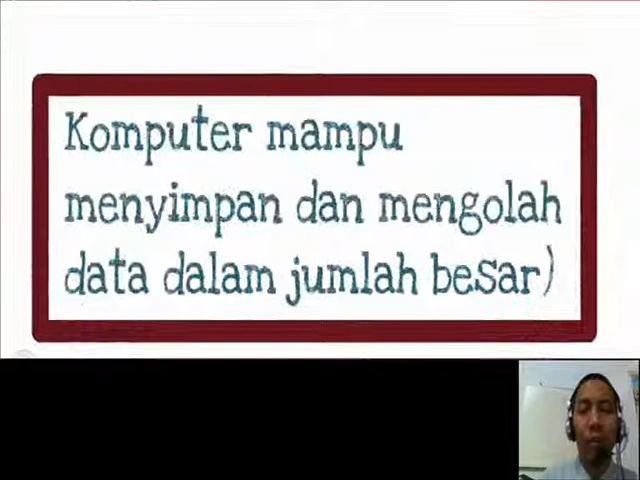 Komputer mampu
menyimpan dan mengolah
data dalam jumlah besar)